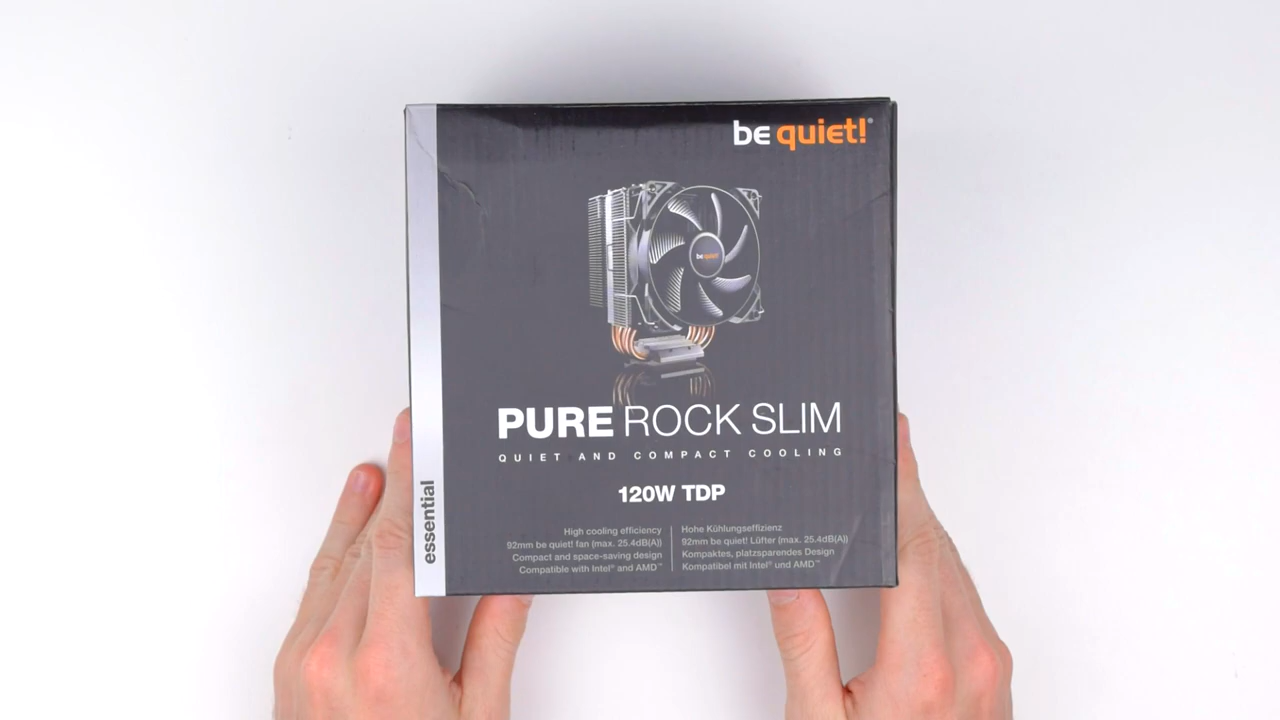 be quiet!®
be quiet!
PURE ROCK SLIM
QUIET AND COMPACT COOLING
120W TDP
essential
High cooling efficiency
92mm be quiet! fan (max. 25.4dB(A))
Compact and space-saving design
Compatible with Intel® and AMD™
Hohe Kühlungseffizienz
92mm be quiet! Lüfter (max. 25.4dB(A))
Kompaktes, platzsparendes Design
Kompatibel mit Intel® und AMD™